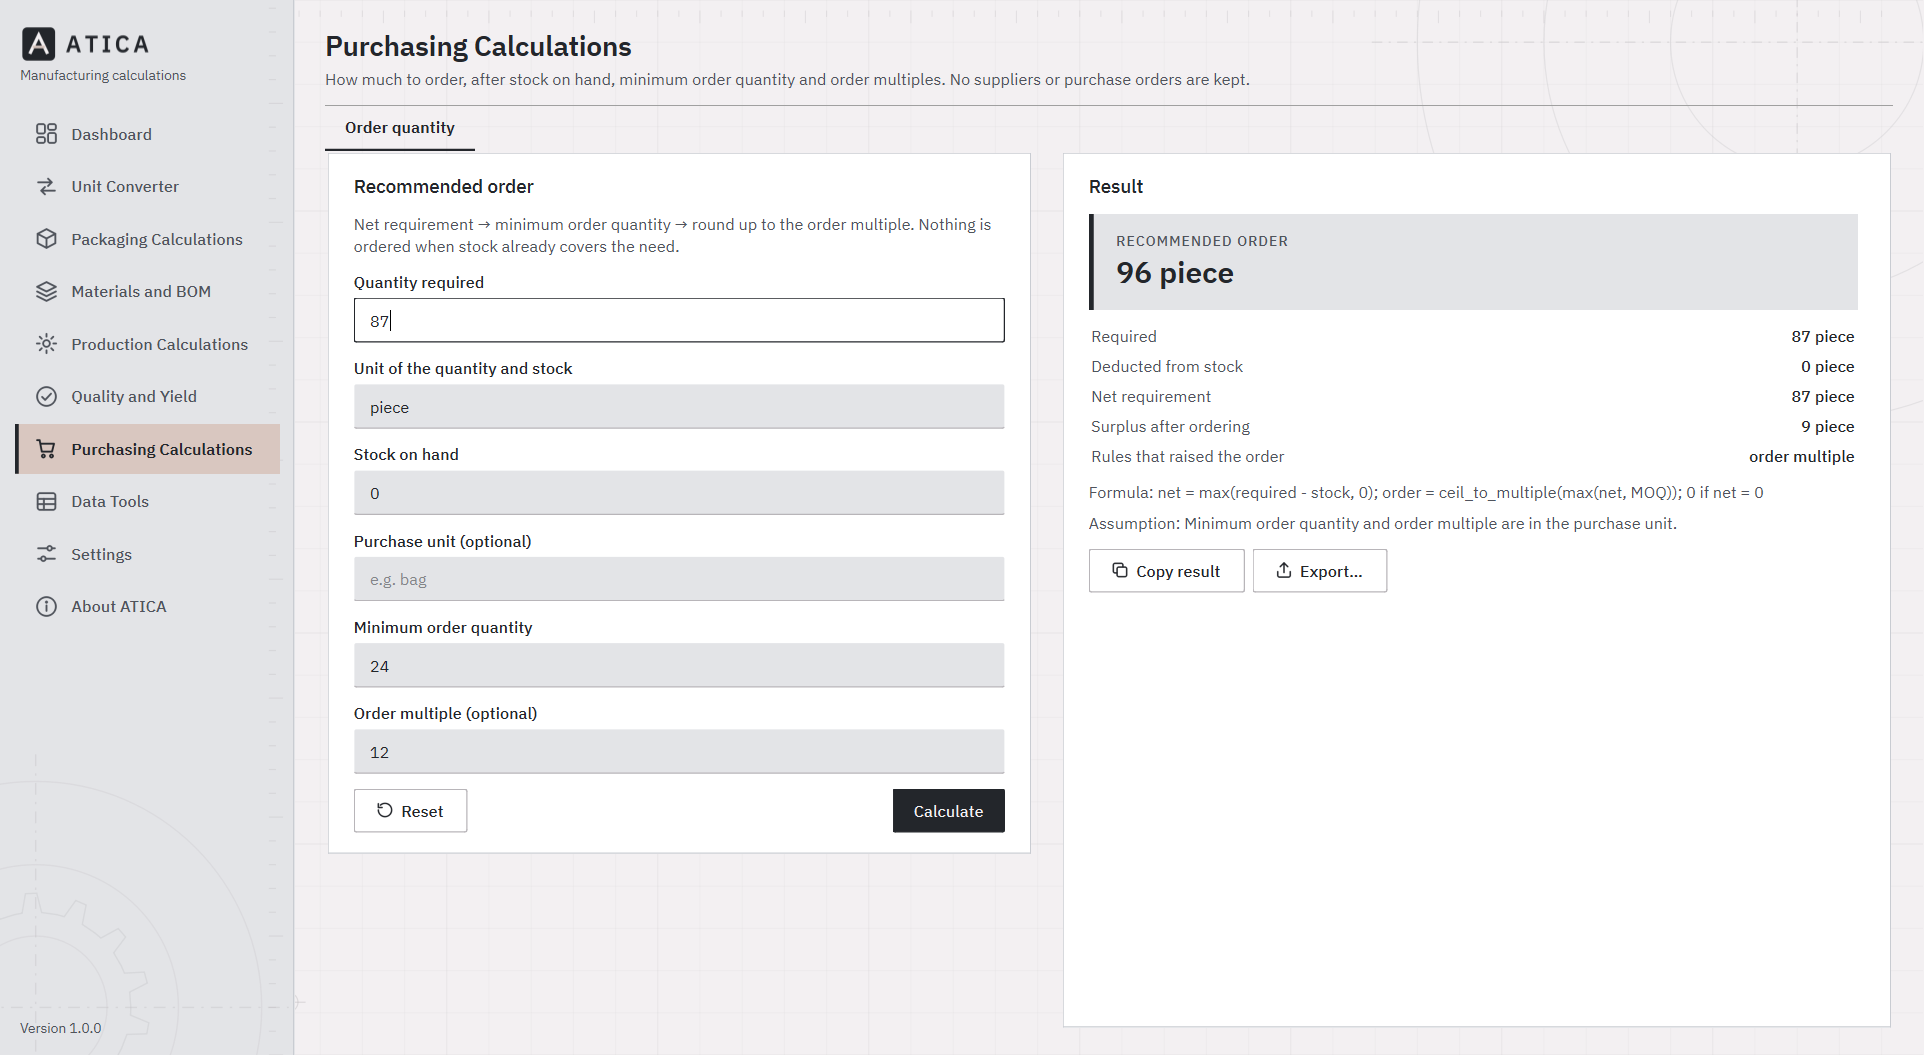 ATICA
Manufacturing calculations
Dashboard
Unit Converter
Packaging Calculations
Materials and BOM
Production Calculations
Quality and Yield
Purchasing Calculations
Data Tools
Settings
About ATICA
Version 1.0.0
Purchasing Calculations
How much to order, after stock on hand, minimum order quantity and order multiples. No suppliers or purchase orders are kept.
Order quantity
Recommended order
Net requirement → minimum order quantity → round up to the order multiple. Nothing is
ordered when stock already covers the need.
Quantity required
87
Unit of the quantity and stock
piece
Stock on hand
0
Purchase unit (optional)
e.g. bag
Minimum order quantity
24
Order multiple (optional)
12
Reset
Calculate
Result
RECOMMENDED ORDER
96 piece
Required 87 piece
Deducted from stock 0 piece
Net requirement 87 piece
Surplus after ordering 9 piece
Rules that raised the order order multiple
Formula: net = max(required - stock, 0); order = ceil_to_multiple(max(net, MOQ)); 0 if net = 0
Assumption: Minimum order quantity and order multiple are in the purchase unit.
Copy result
Export...